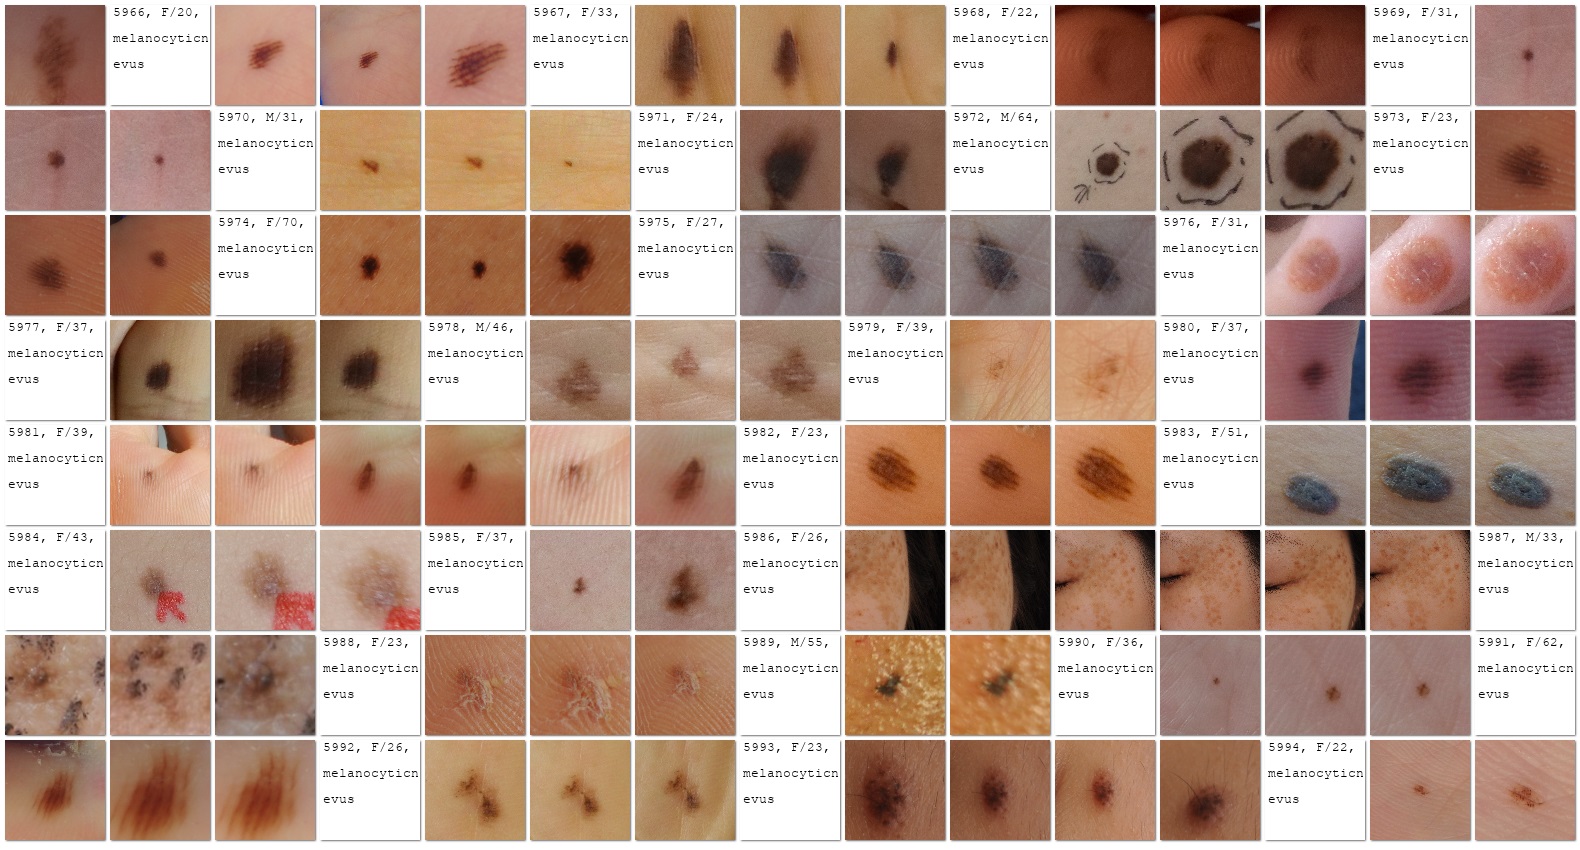 5966, F/20,
melanocyticn
evus
5967, F/33,
melanocyticn
evus
5968, F/22,
melanocyticn
evus
5969, F/31,
melanocyticn
evus
5970, M/31,
melanocyticn
evus
5971, F/24,
melanocyticn
evus
5972, M/64,
melanocyticn
evus
5973, F/23,
melanocyticn
evus
5974, F/70,
melanocyticn
evus
5975, F/27,
melanocyticn
evus
5976, F/31,
melanocyticn
evus
5977, F/37,
melanocyticn
evus
5978, M/46,
melanocyticn
evus
5979, F/39,
melanocyticn
evus
5980, F/37,
melanocyticn
evus
5981, F/39,
melanocyticn
evus
5982, F/23,
melanocyticn
evus
5983, F/51,
melanocyticn
evus
5984, F/43,
melanocyticn
evus
5985, F/37,
melanocyticn
evus
5986, F/26,
melanocyticn
evus
5987, M/33,
melanocyticn
evus
5988, F/23,
melanocyticn
evus
5989, M/55,
melanocyticn
evus
5990, F/36,
melanocyticn
evus
5991, F/62,
melanocyticn
evus
5992, F/26,
melanocyticn
evus
5993, F/23,
melanocyticn
evus
5994, F/22,
melanocyticn
evus